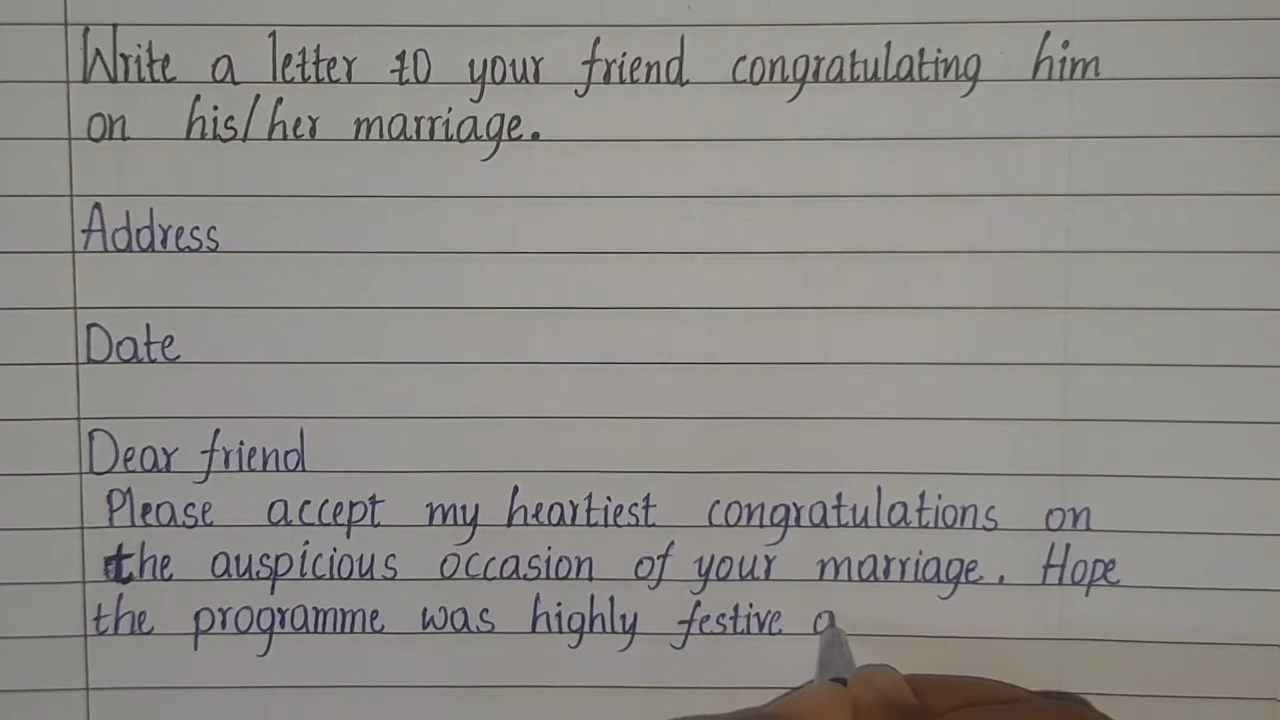 Write a letter to your friend congratulating him
on his/her marriage.
Address
Date
Dear friend
Please accept my heartiest congratulations on
the auspicious occasion of your marriage. Hope
the programme was highly festive a